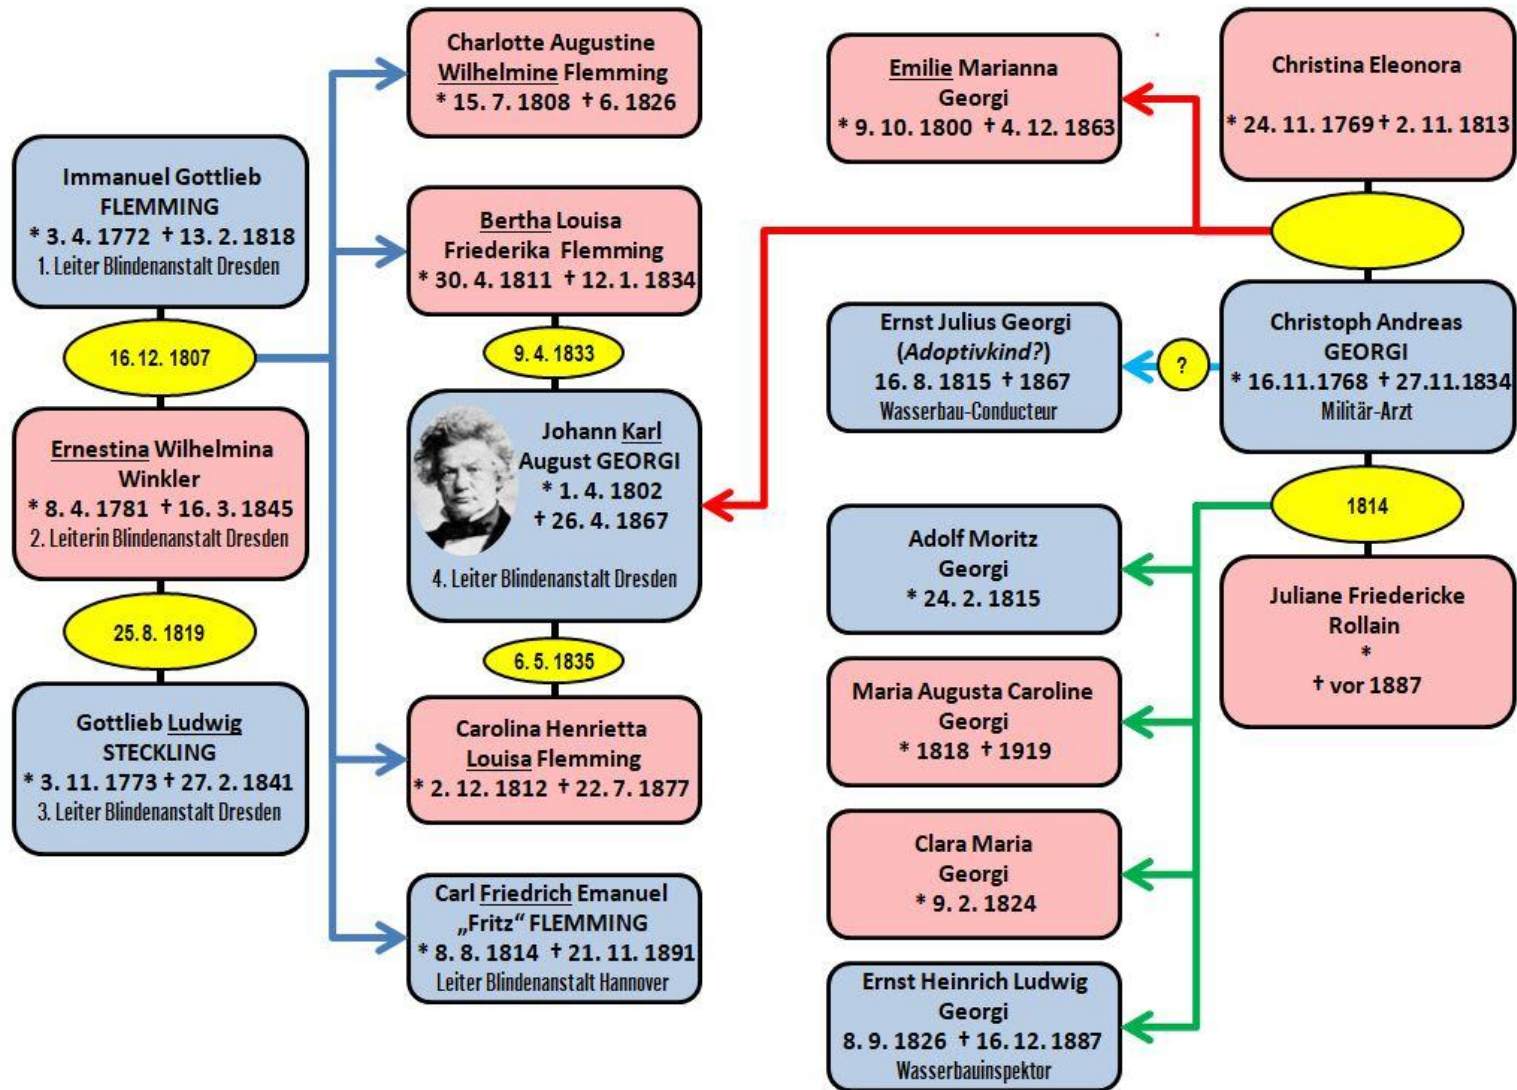 Immanuel Gottlieb
FLEMMING
* 3. 4. 1772 † 13. 2. 1818
1. Leiter Blindenanstalt Dresden
16. 12. 1807
Ernestina Wilhelmina
Winkler
* 8. 4. 1781 † 16. 3. 1845
2. Leiterin Blindenanstalt Dresden
25. 8. 1819
Gottlieb Ludwig
STECKLING
* 3. 11. 1773 † 27. 2. 1841
3. Leiter Blindenanstalt Dresden
Charlotte Augustine
Wilhelmine Flemming
* 15. 7. 1808 † 6. 1826
Bertha Louisa
Friederika Flemming
* 30. 4. 1811 † 12. 1. 1834
9. 4. 1833
Johann Karl
August GEORGI
* 1. 4. 1802
† 26. 4. 1867
4. Leiter Blindenanstalt Dresden
6. 5. 1835
Carolina Henrietta
Louisa Flemming
* 2. 12. 1812 † 22. 7. 1877
Carl Friedrich Emanuel
„Fritz“ FLEMMING
* 8. 8. 1814 † 21. 11. 1891
Leiter Blindenanstalt Hannover
Emilie Marianna
Georgi
* 9. 10. 1800 † 4. 12. 1863
Ernst Julius Georgi
(Adoptivkind?)
16. 8. 1815 † 1867
Wasserbau-Conducteur
?
Adolf Moritz
Georgi
* 24. 2. 1815
Maria Augusta Caroline
Georgi
* 1818 † 1919
Clara Maria
Georgi
* 9. 2. 1824
Ernst Heinrich Ludwig
Georgi
8. 9. 1826 † 16. 12. 1887
Wasserbauinspektor
Christina Eleonora
* 24. 11. 1769 † 2. 11. 1813
Christoph Andreas
GEORGI
* 16.11.1768 † 27.11.1834
Militär-Arzt
1814
Juliane Friedericke
Rollain
*
† vor 1887